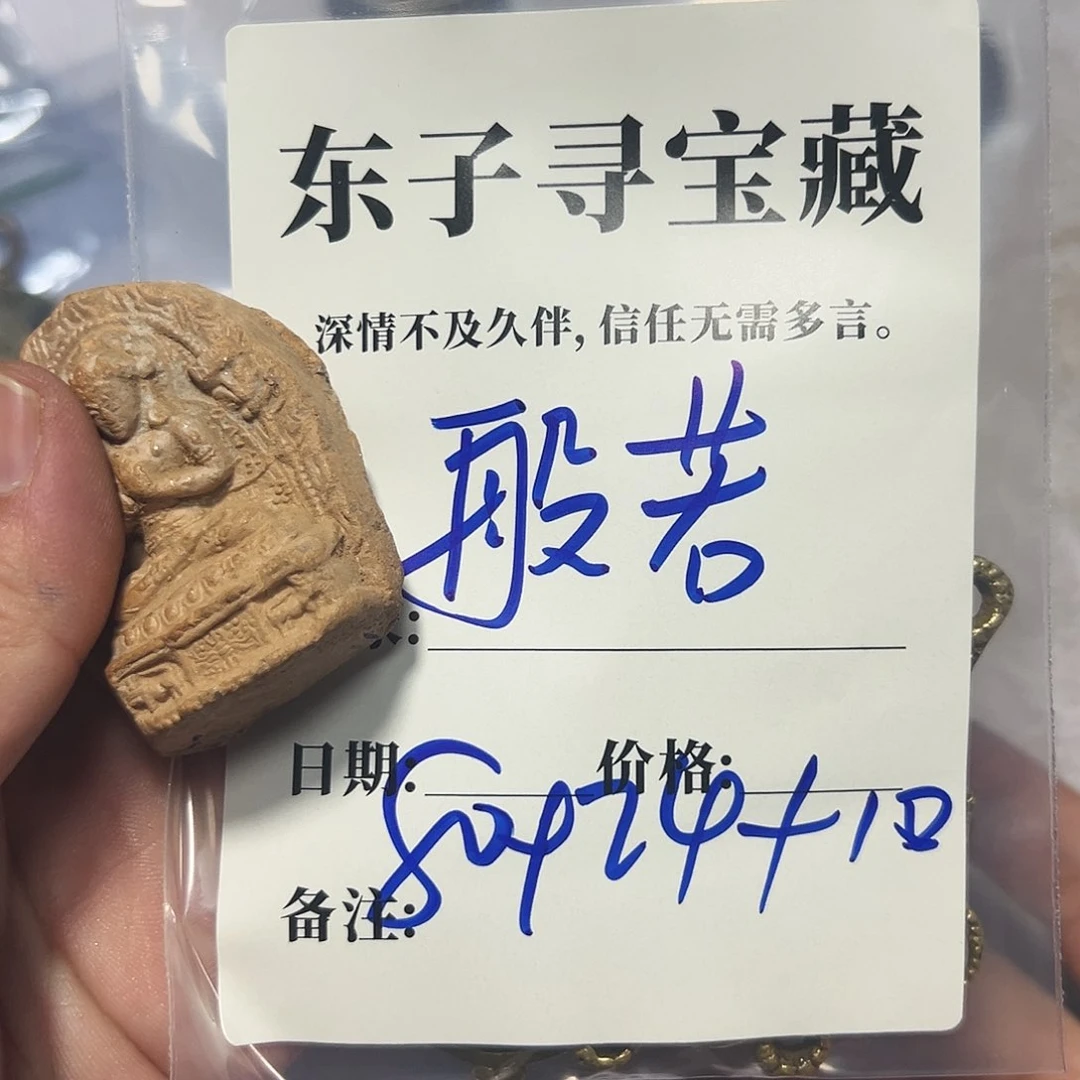 东子寻宝藏
深情不及久伴,信任无需多言。
般若
日期: 价格:
备注: